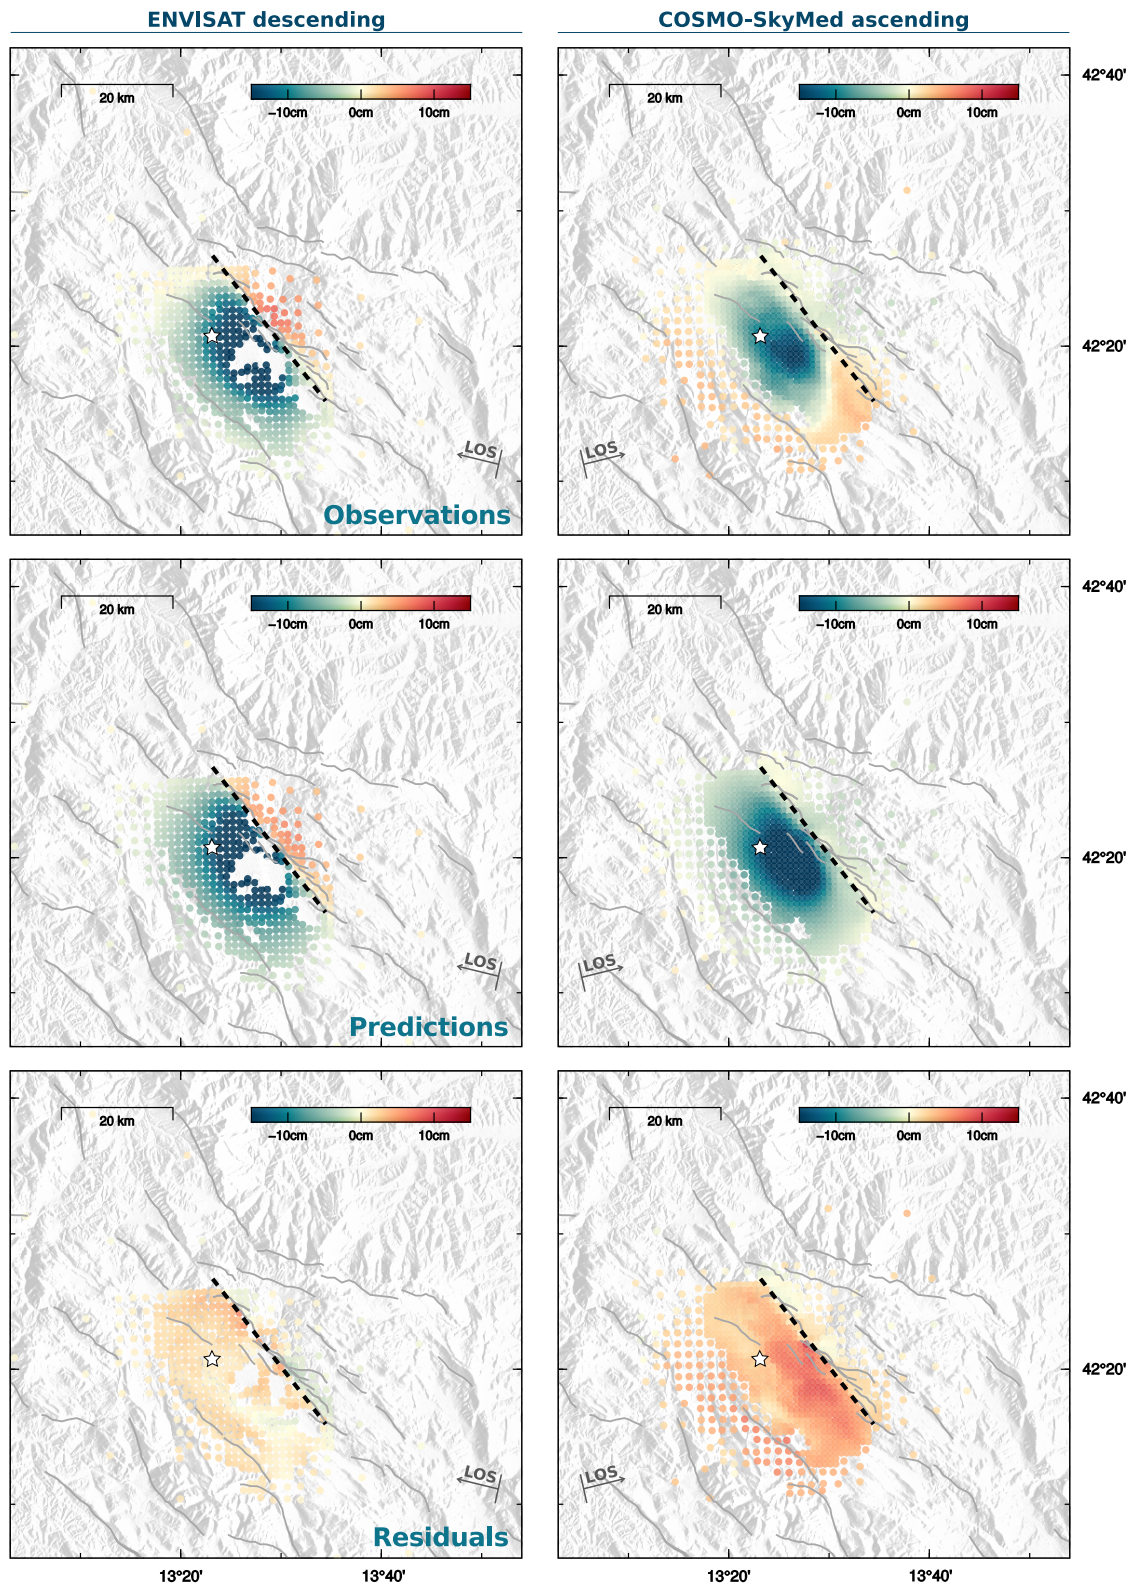 ENVISAT descending
COSMO-SkyMed ascending
20 km
−10cm 0cm 10cm
LOS
Observations
20 km
−10cm 0cm 10cm
LOS
42°40'
42°20'
20 km
−10cm 0cm 10cm
LOS
Predictions
20 km
−10cm 0cm 10cm
LOS
42°40'
42°20'
20 km
−10cm 0cm 10cm
LOS
Residuals
20 km
−10cm 0cm 10cm
LOS
42°40'
42°20'
13°20' 13°40'
13°20' 13°40'